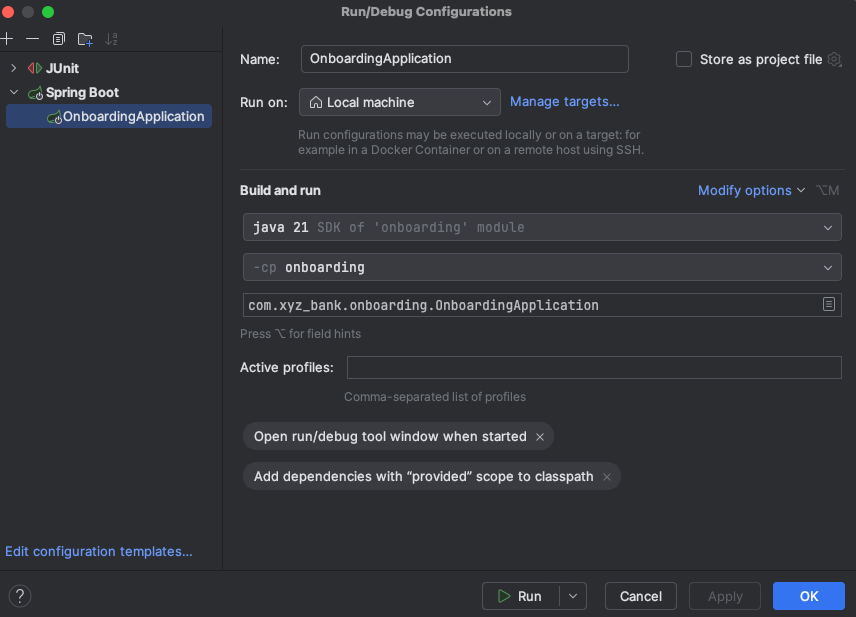 Run/Debug Configurations
JUnit
Spring Boot
OnboardingApplication
Edit configuration templates...
Name: OnboardingApplication
Store as project file
Run on: Local machine
Manage targets...
Run configurations may be executed locally or on a target: for
example in a Docker Container or on a remote host using SSH.
Build and run
Modify options ⌥M
java 21 SDK of 'onboarding' module
-cp onboarding
com.xyz_bank.onboarding.OnboardingApplication
Press ⌥ for field hints
Active profiles:
Comma-separated list of profiles
Open run/debug tool window when started ×
Add dependencies with “provided” scope to classpath ×
?
Run
Cancel
Apply
OK